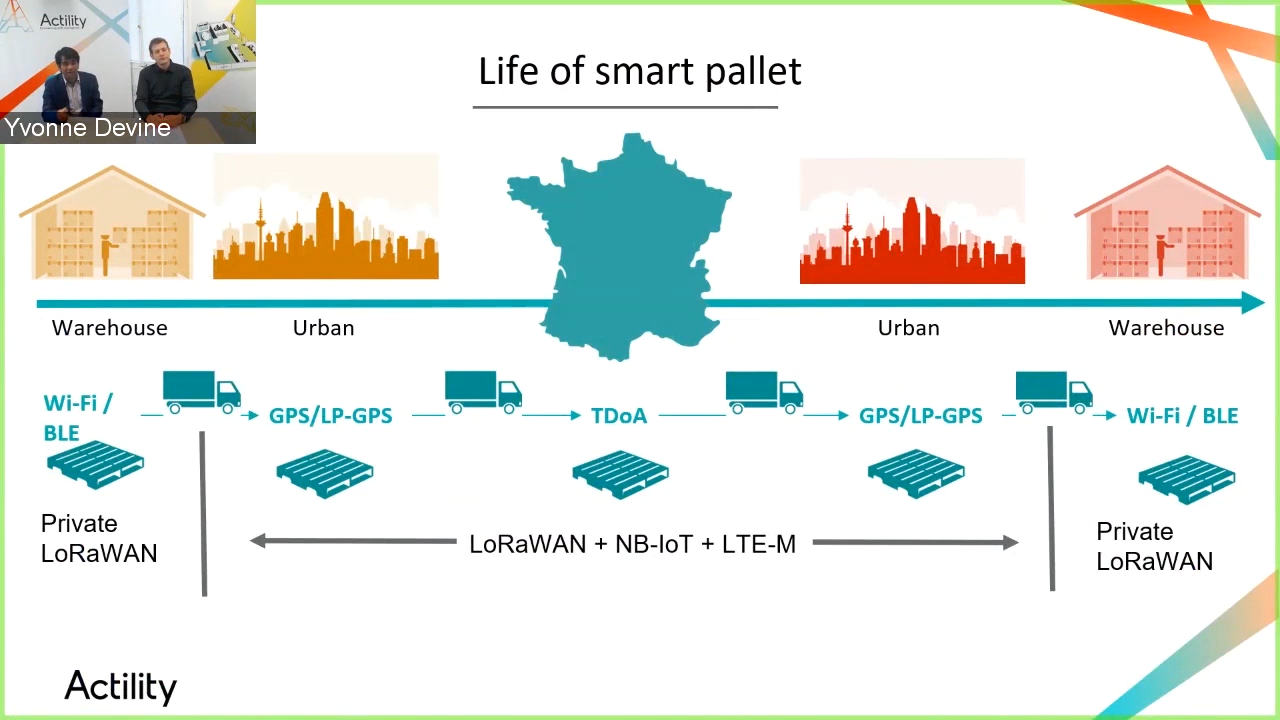 Actility
Yvonne Devine
Life of smart pallet
Warehouse
Urban
Urban
Warehouse
Wi-Fi /
BLE
GPS/LP-GPS
TDoA
GPS/LP-GPS
Wi-Fi / BLE
Private
LoRaWAN
LoRaWAN + NB-IoT + LTE-M
Private
LoRaWAN
Actility